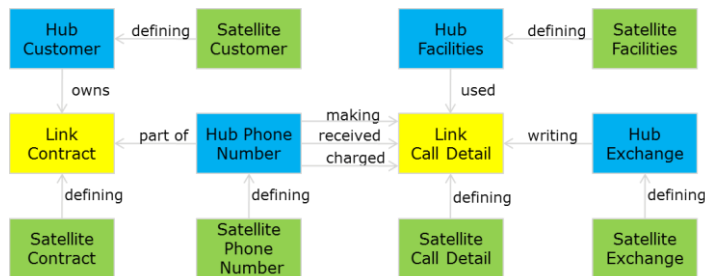 Hub
Customer
defining
Satellite
Customer
Hub
Facilities
defining
Satellite
Facilities
owns
used
Link
Contract
part of
Hub Phone
Number
making
received
charged
Link
Call Detail
writing
Hub
Exchange
defining
defining
defining
defining
Satellite
Contract
Satellite
Phone
Number
Satellite
Call Detail
Satellite
Exchange